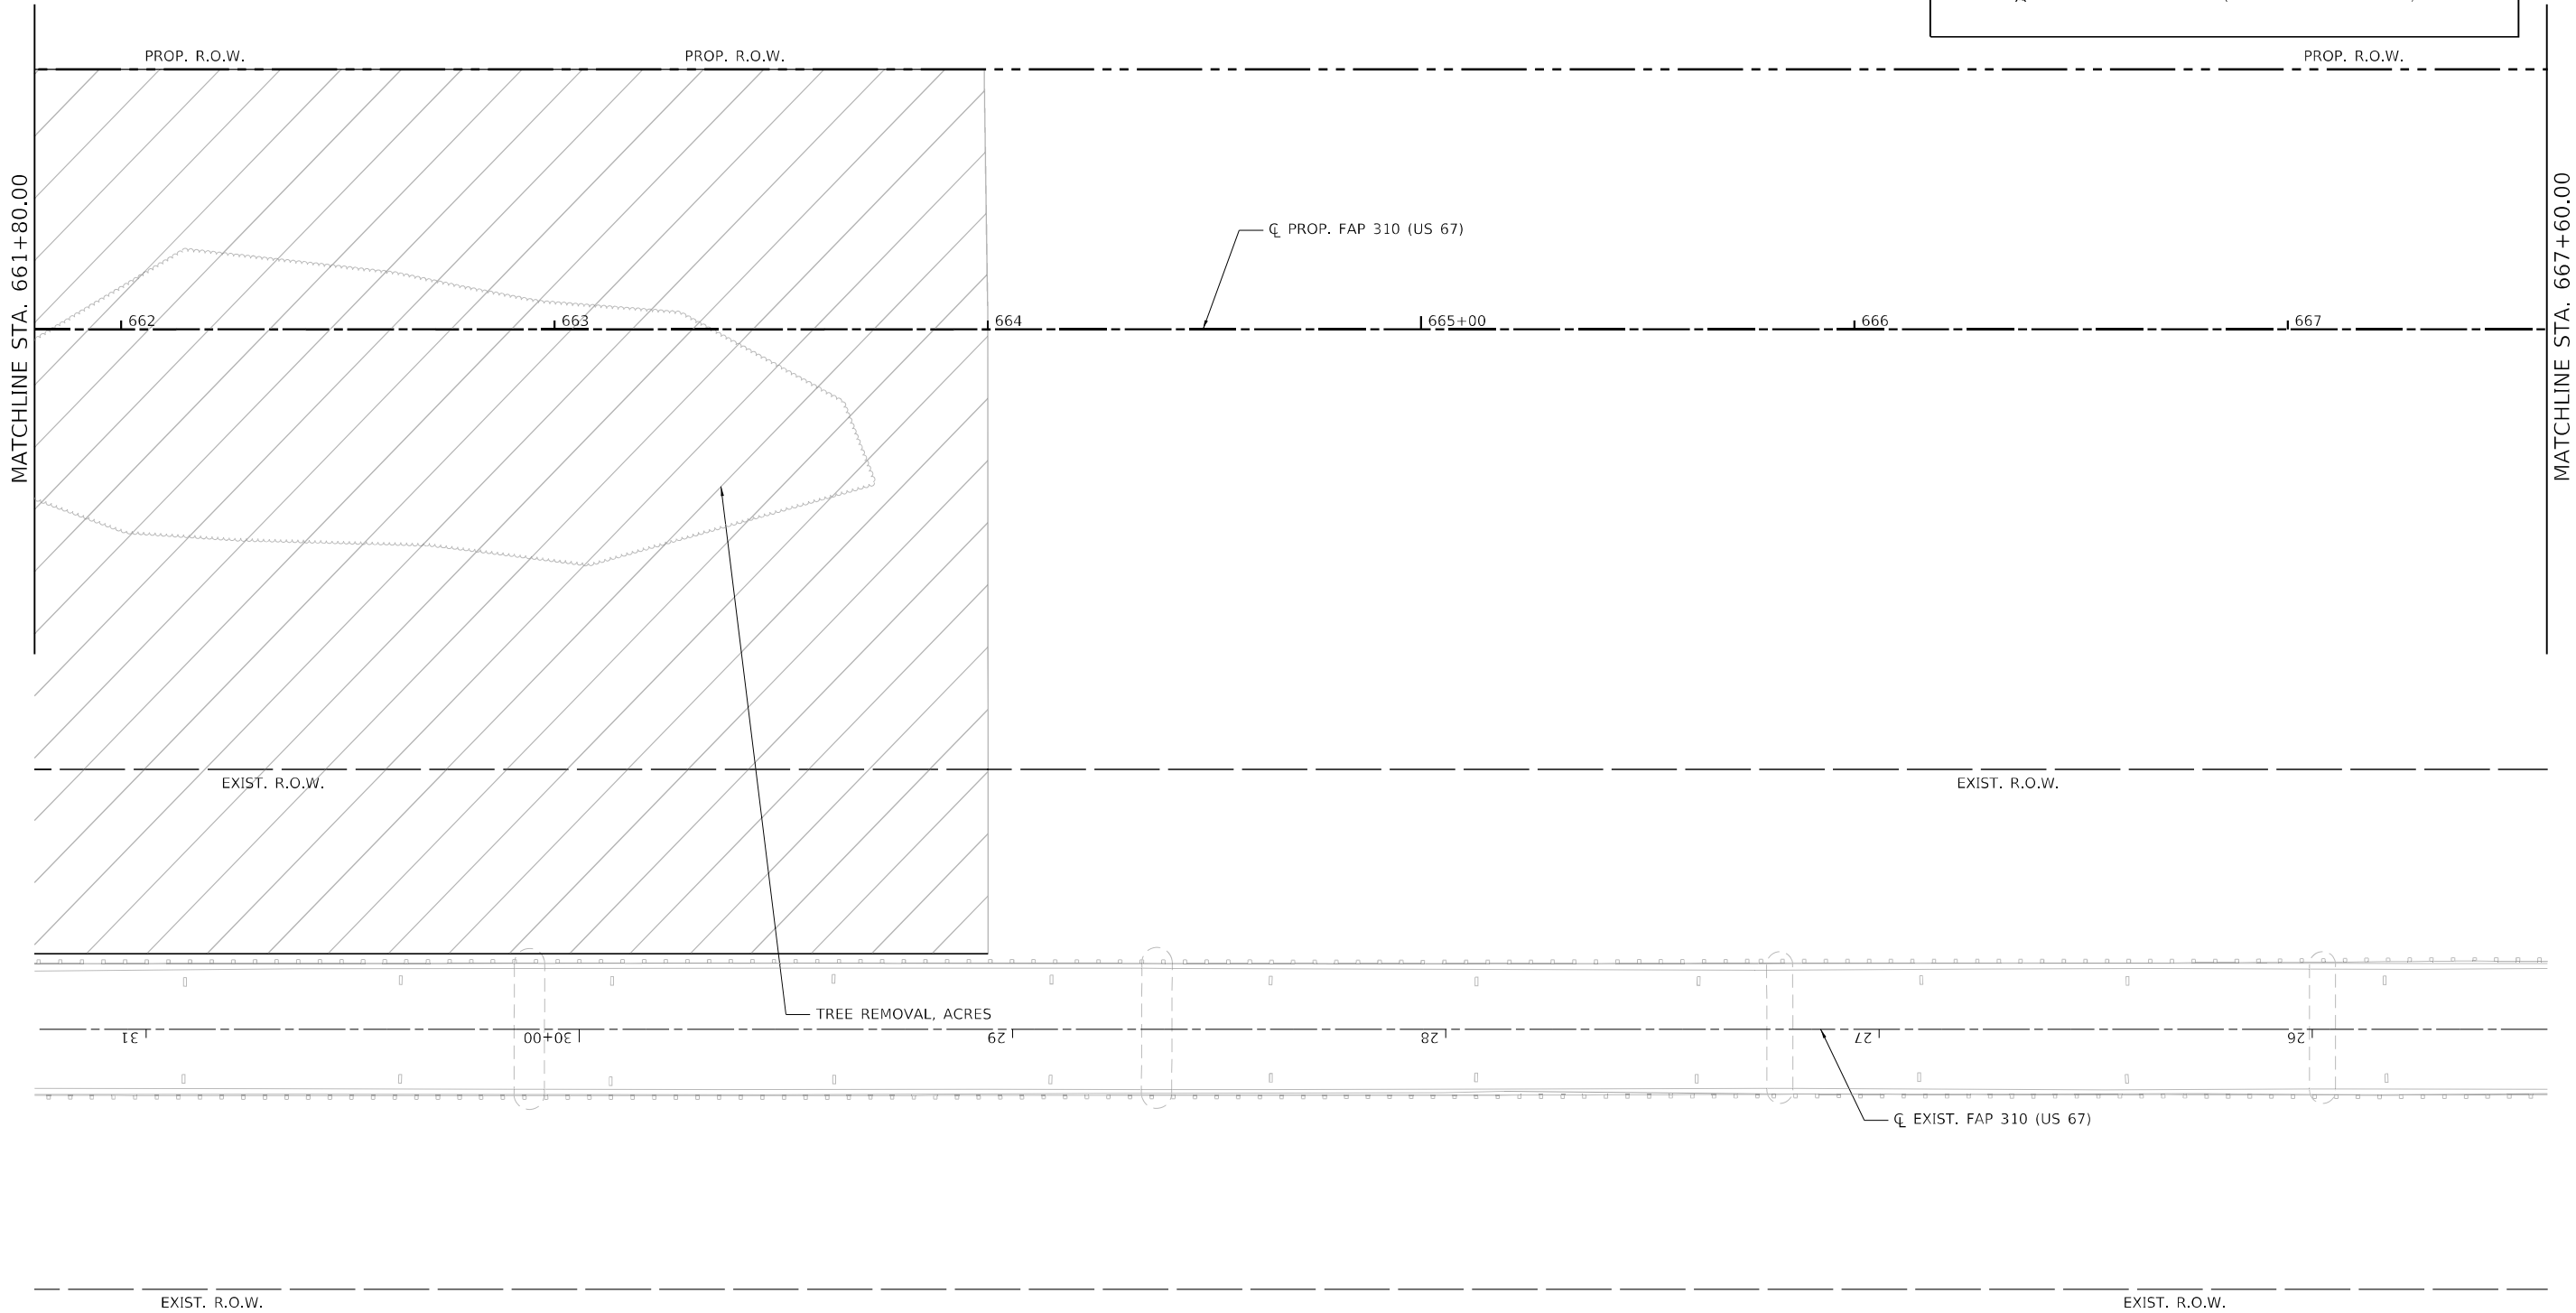 PROP. R.O.W.
PROP. R.O.W.
PROP. R.O.W.
MATCHLINE STA. 661+80.00
MATCHLINE STA. 667+60.00
℄ PROP. FAP 310 (US 67)
662
663
664
665+00
666
667
EXIST. R.O.W.
EXIST. R.O.W.
TREE REMOVAL, ACRES
31
30+00
29
28
27
26
℄ EXIST. FAP 310 (US 67)
EXIST. R.O.W.
EXIST. R.O.W.